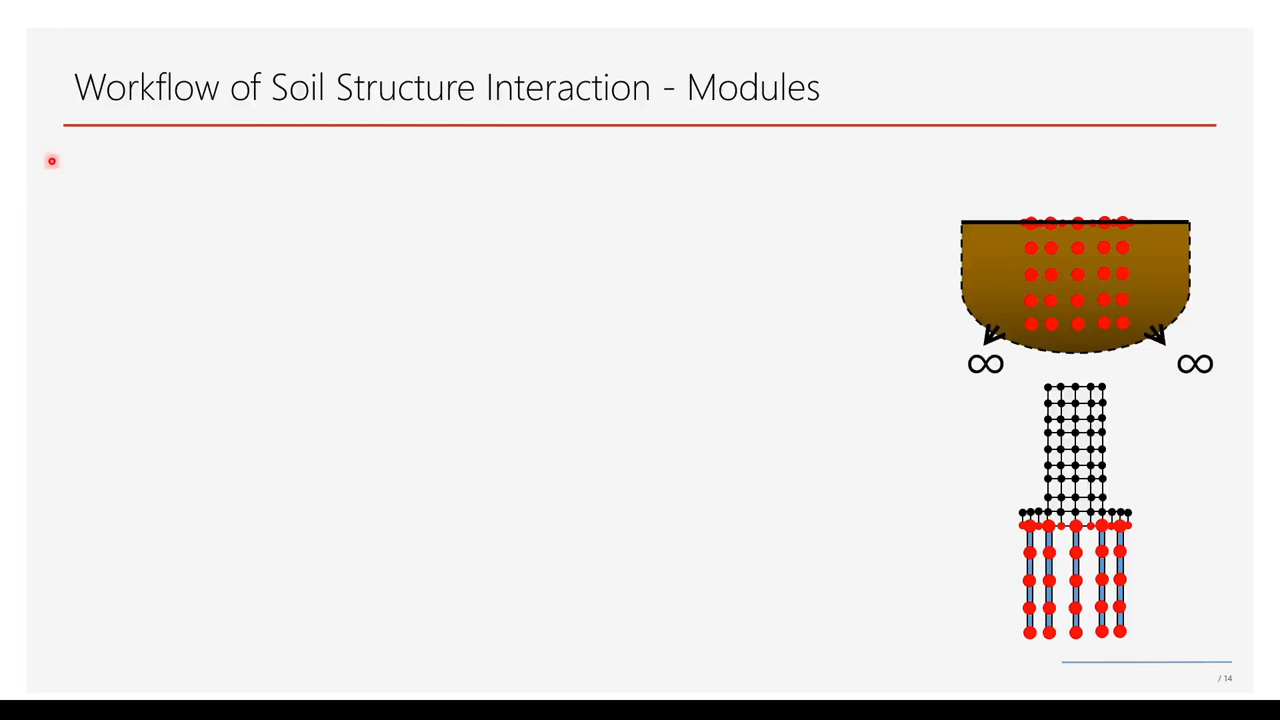 Workflow of Soil Structure Interaction - Modules
∞ ∞
/ 14